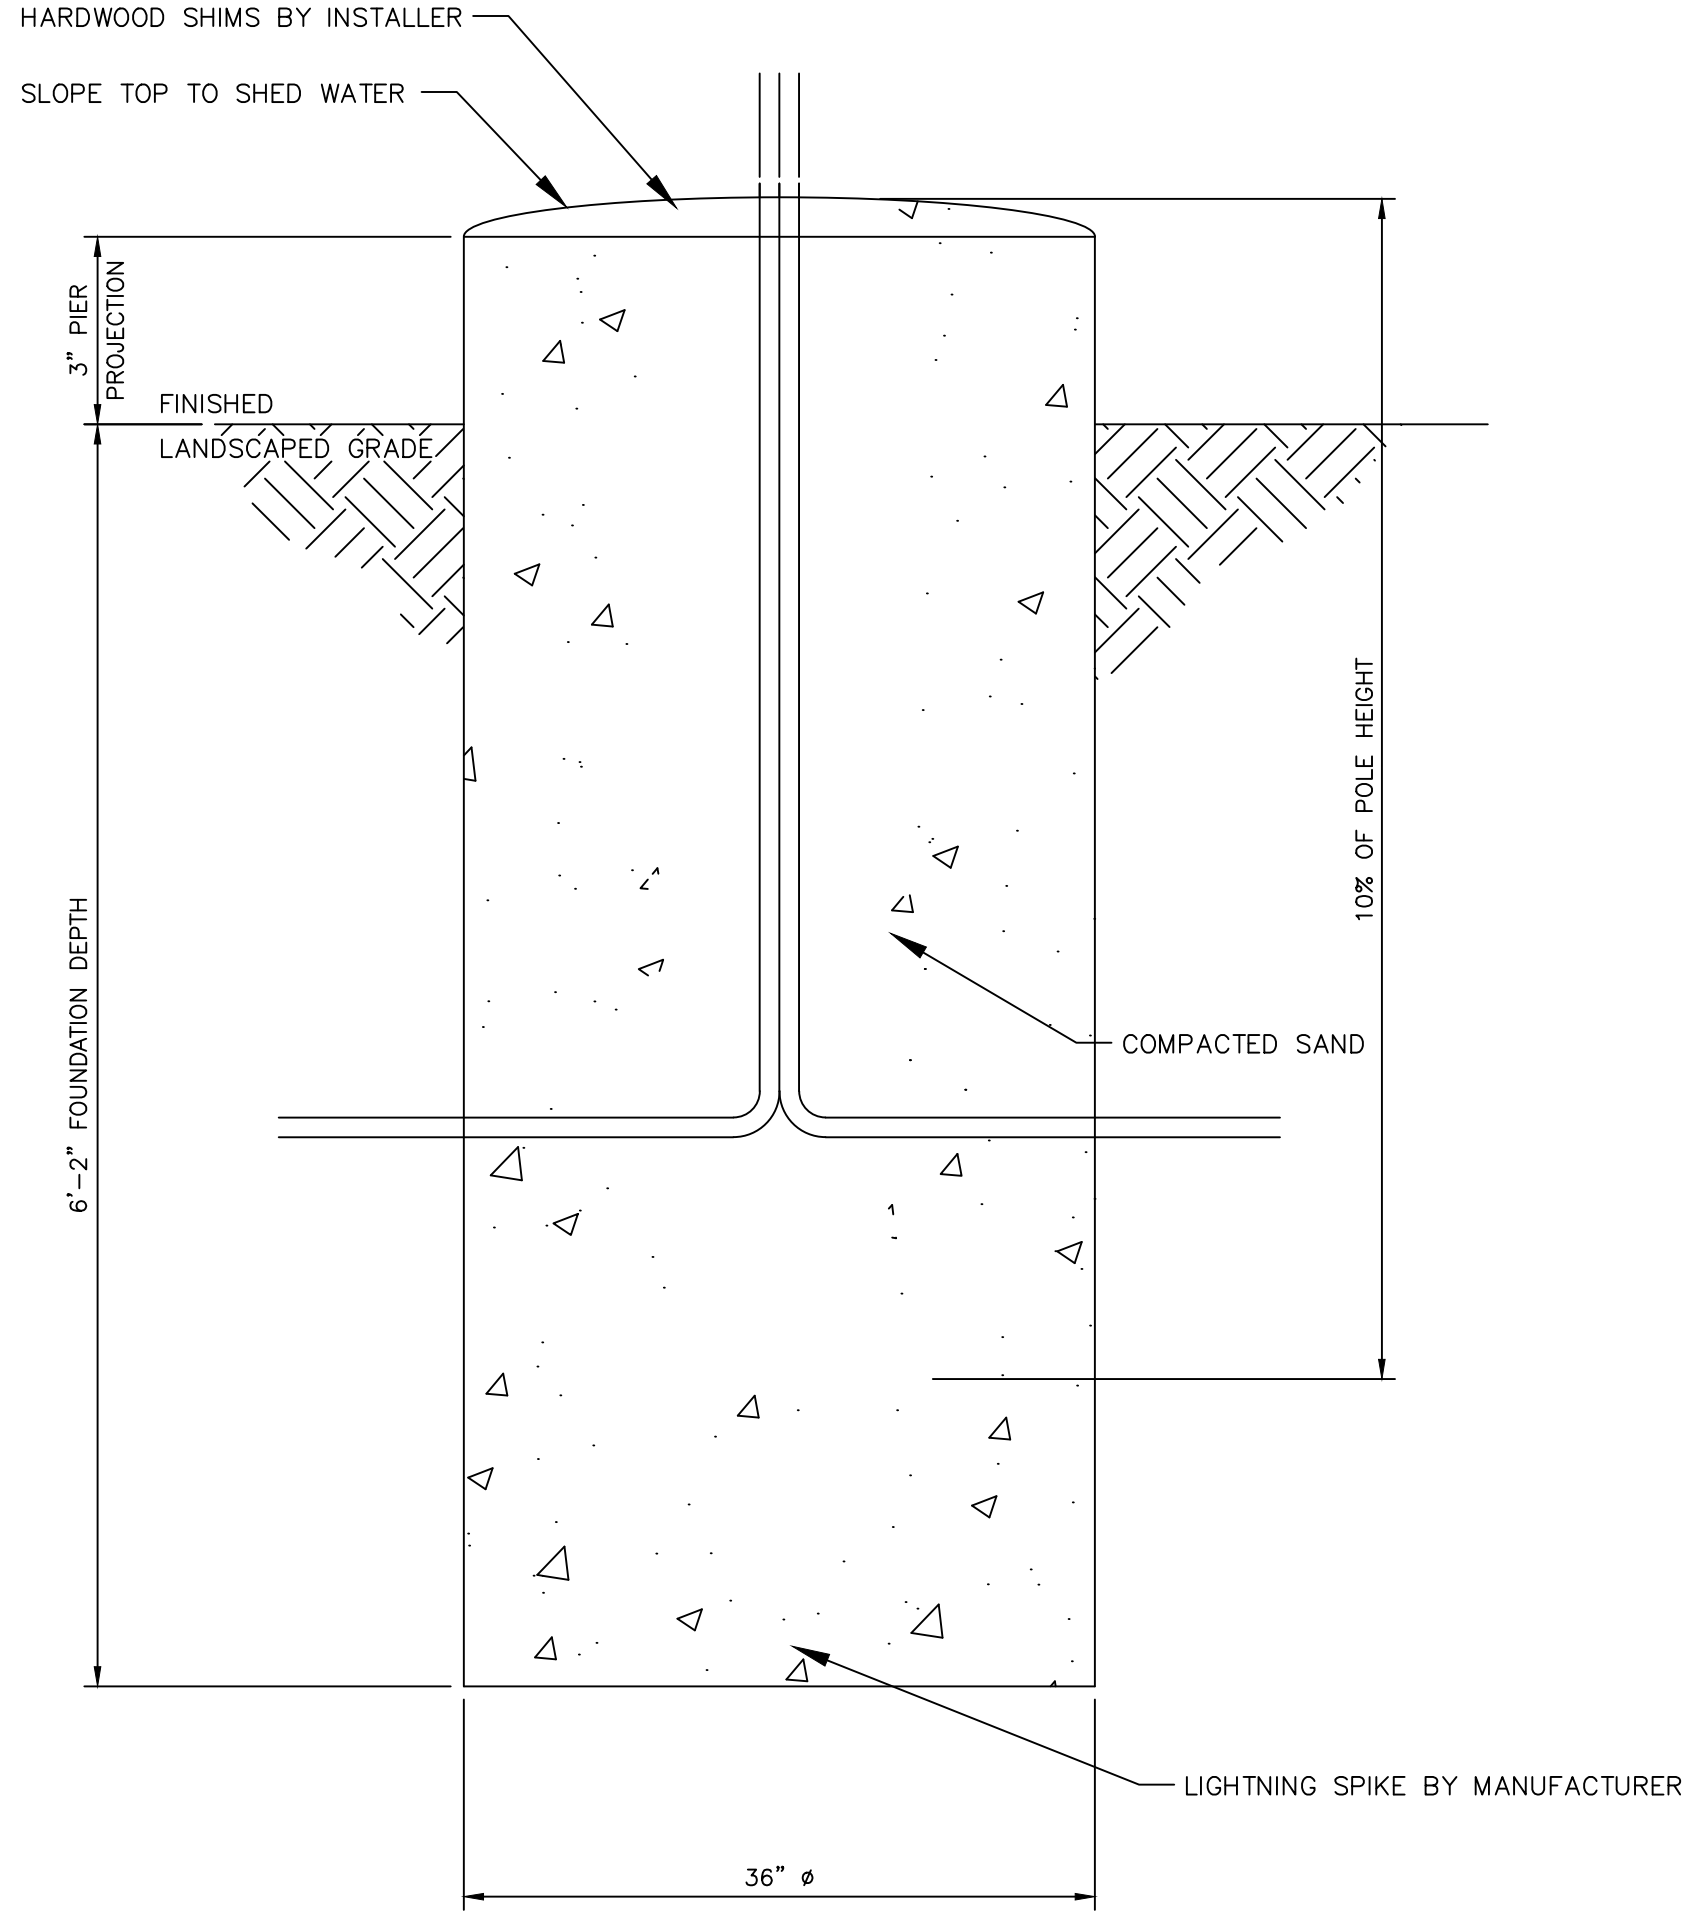 HARDWOOD SHIMS BY INSTALLER
SLOPE TOP TO SHED WATER
3" PIER
PROJECTION
FINISHED
LANDSCAPED GRADE
10% OF POLE HEIGHT
6'-2" FOUNDATION DEPTH
COMPACTED SAND
LIGHTNING SPIKE BY MANUFACTURER
36" ø